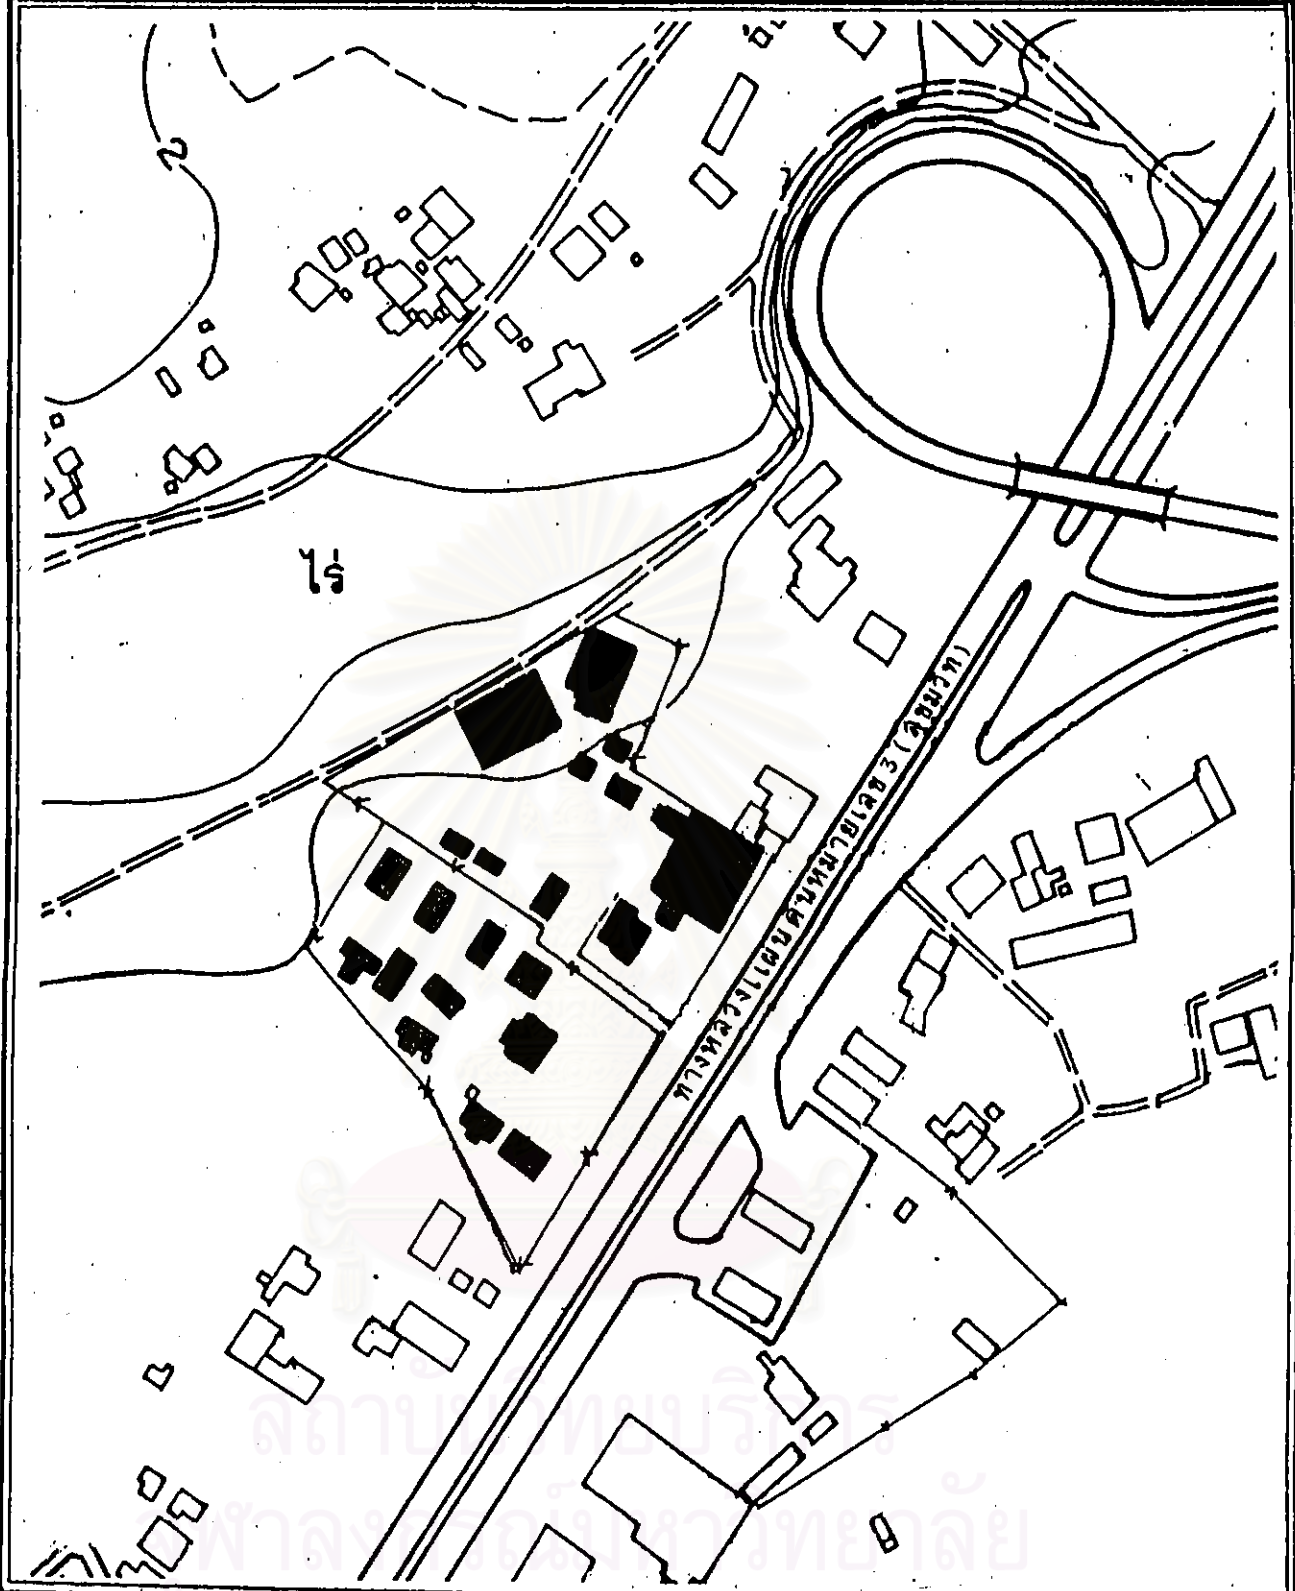 2
ไร่
ทางหลวงแผ่นดินหมายเลข 3 (สุขุมวิท)
สถาบันวิทยบริการ
จุฬาลงกรณ์มหาวิทยาลัย